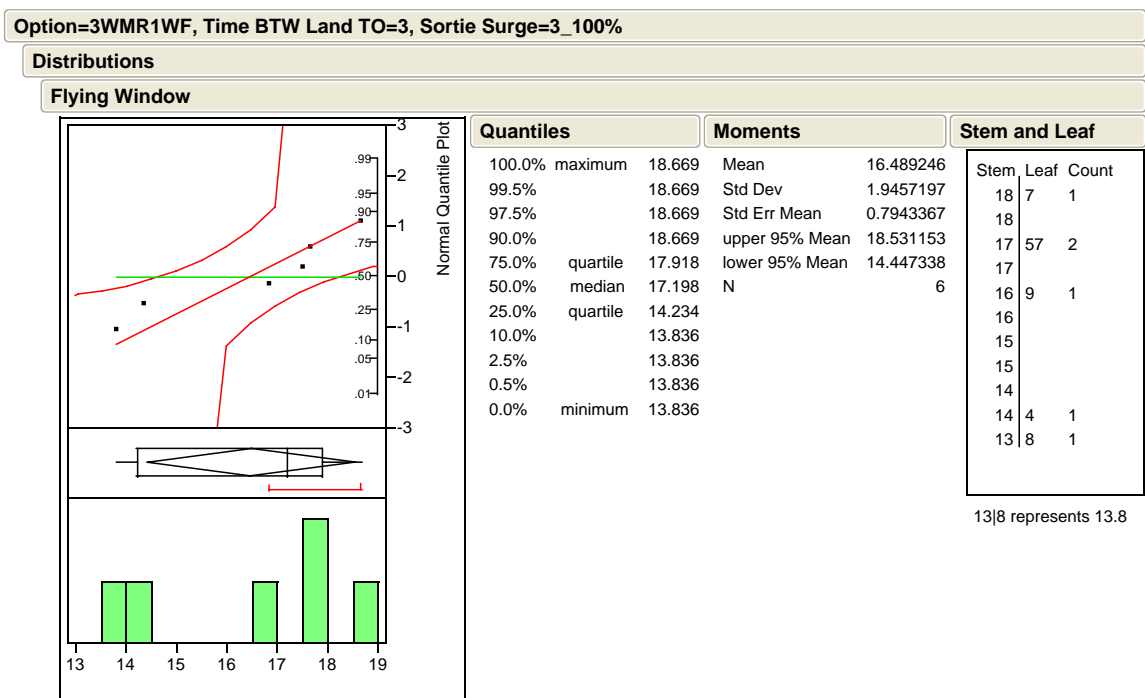 Option=3WMR1WF, Time BTW Land TO=3, Sortie Surge=3_100%
Distributions
Flying Window
3
2
1
0
-1
-2
-3
.99
.95
.90
.75
.50
.25
.10
.05
.01
Normal Quantile Plot
13 14 15 16 17 18 19
Quantiles
100.0% maximum 18.669
99.5% 18.669
97.5% 18.669
90.0% 18.669
75.0% quartile 17.918
50.0% median 17.198
25.0% quartile 14.234
10.0% 13.836
2.5% 13.836
0.5% 13.836
0.0% minimum 13.836
Moments
Mean 16.489246
Std Dev 1.9457197
Std Err Mean 0.7943367
upper 95% Mean 18.531153
lower 95% Mean 14.447338
N 6
Stem and Leaf
Stem Leaf Count
18 7 1
18
17 57 2
17
16 9 1
16
15
15
14
14 4 1
13 8 1
13|8 represents 13.8